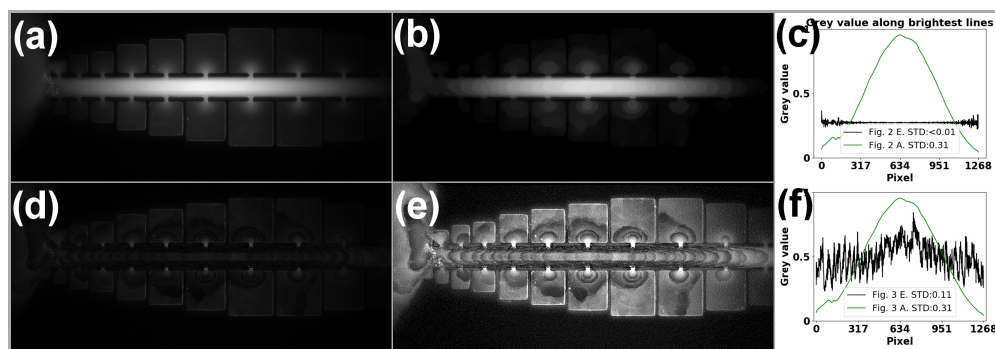 (a)
(b)
(c)
Grey value along brightest lines
Grey value
0.5
0
Fig. 2 E. STD:<0.01
Fig. 2 A. STD:0.31
0 317 634 951 1268
Pixel
(d)
(e)
(f)
Grey value
0.5
0
Fig. 3 E. STD:0.11
Fig. 3 A. STD:0.31
0 317 634 951 1268
Pixel